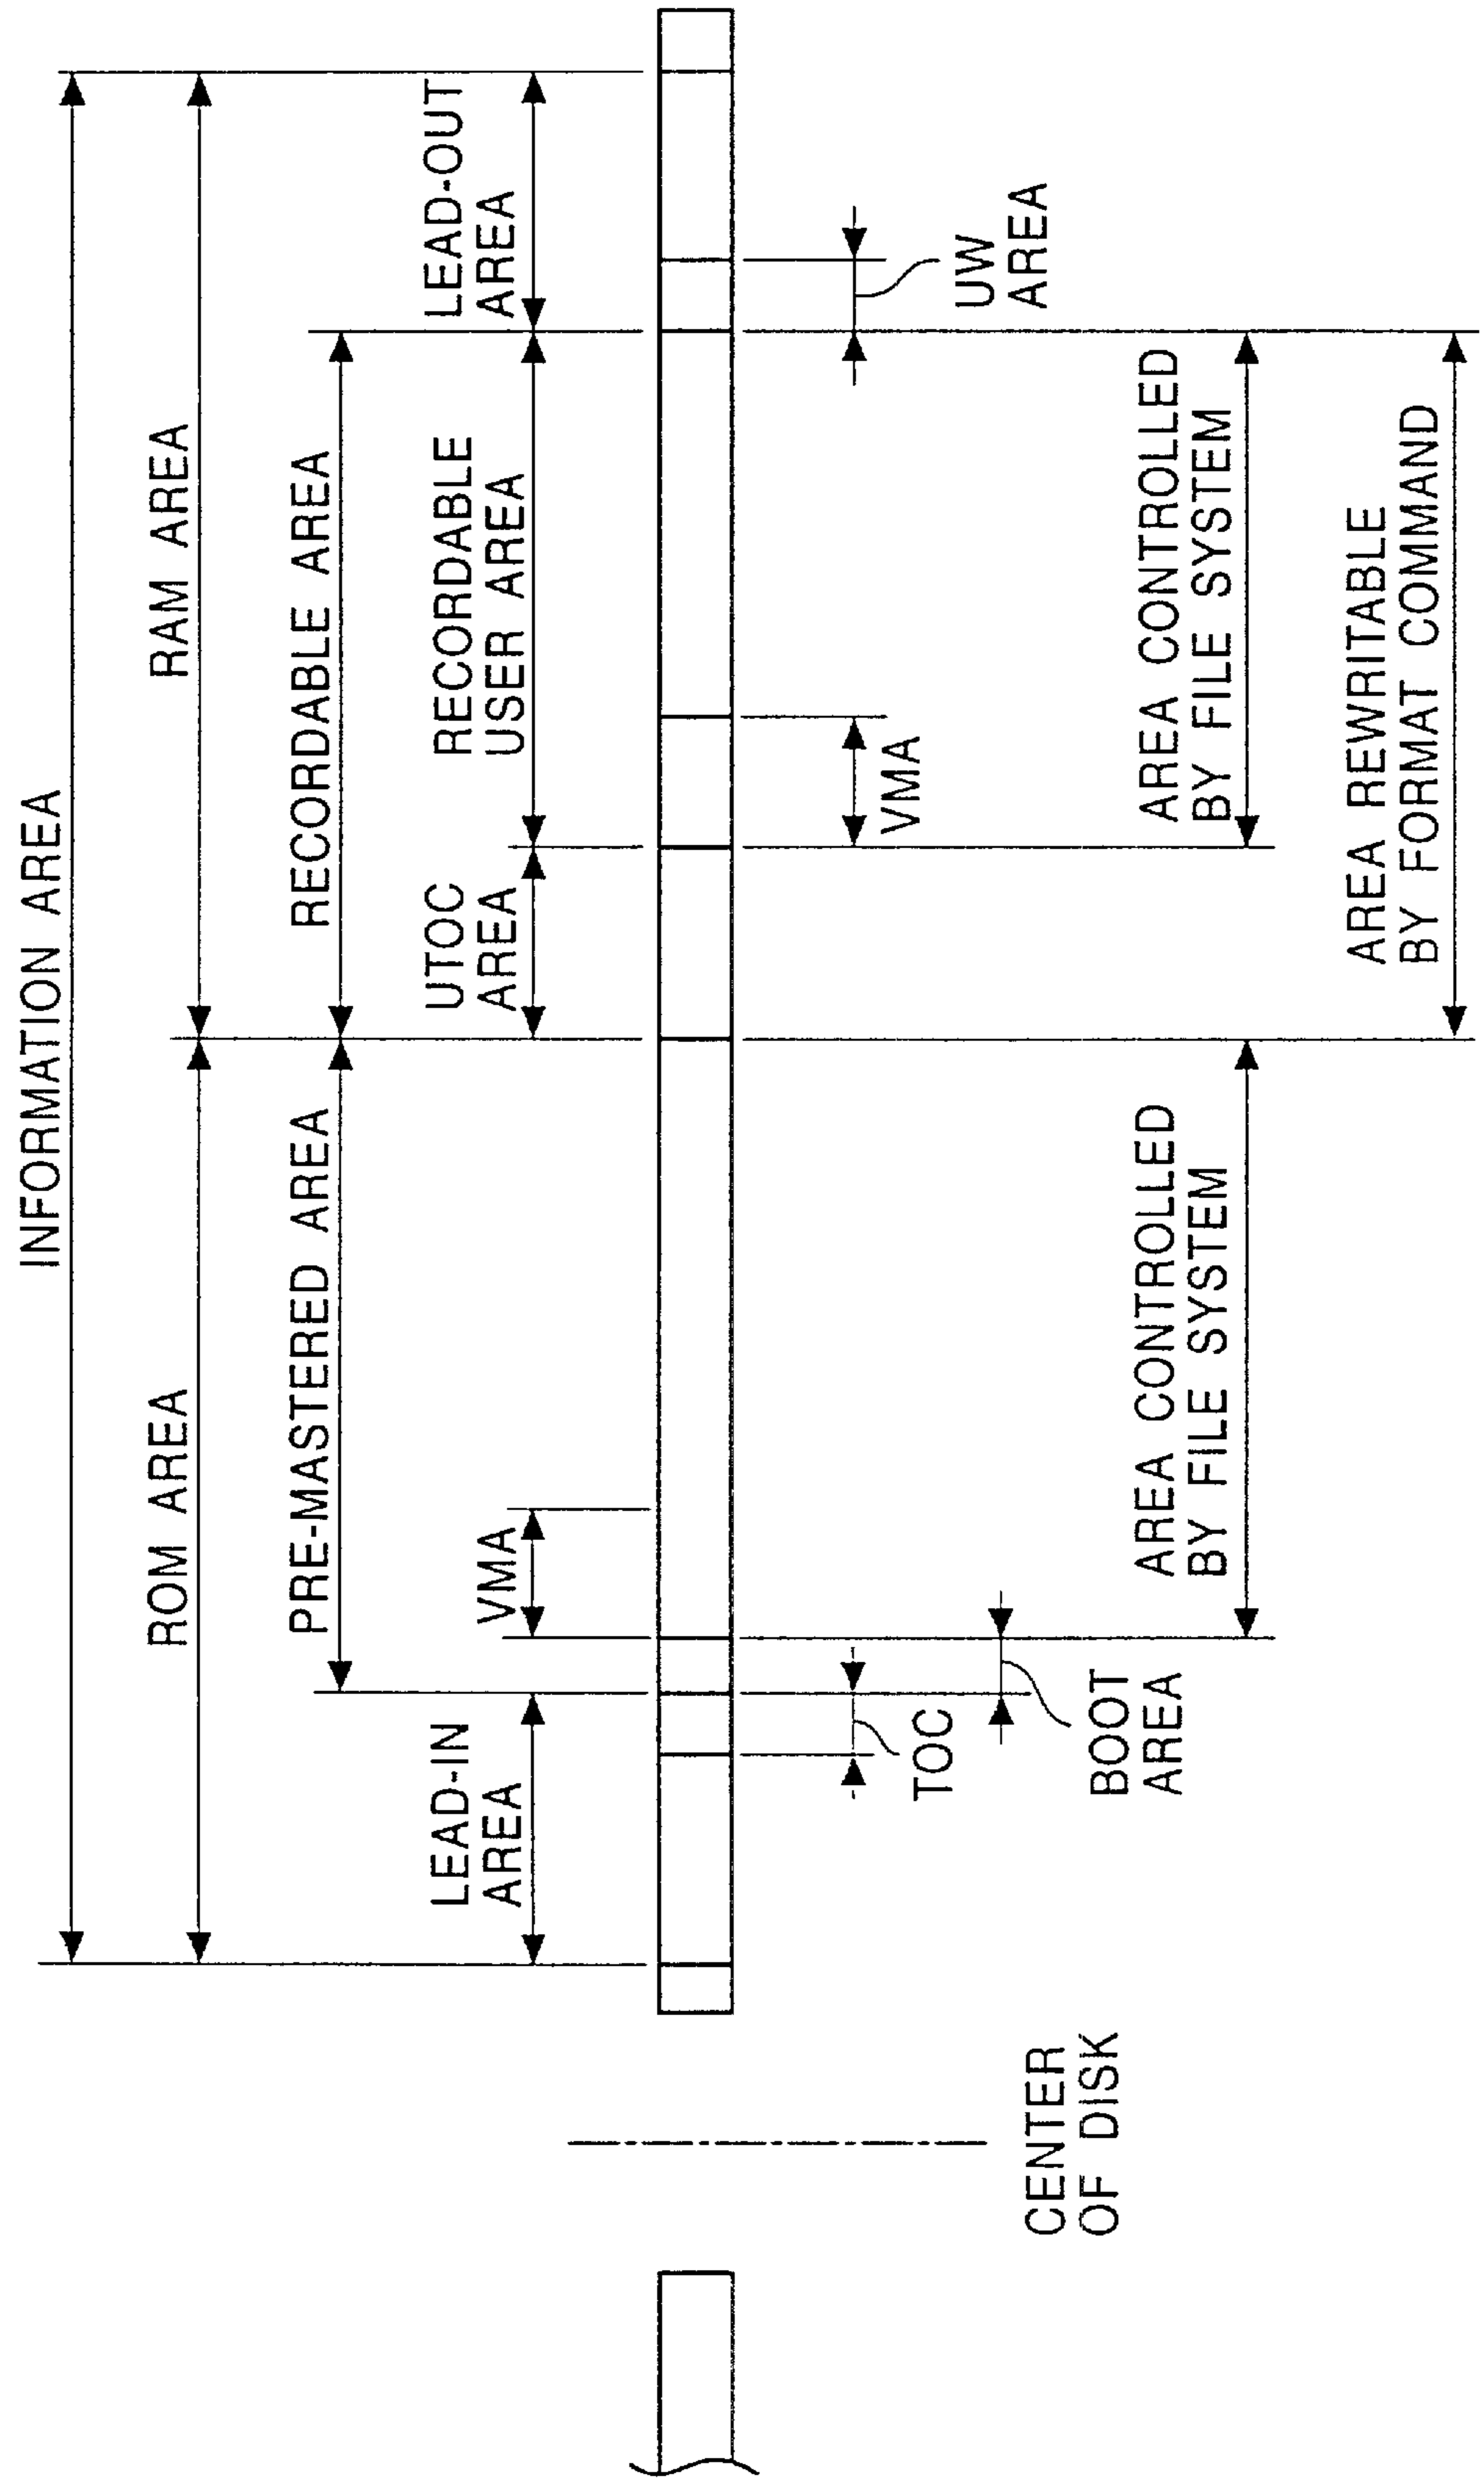 INFORMATION AREA
ROM AREA
RAM AREA
PRE-MASTERED AREA
RECORDABLE AREA
LEAD-IN
AREA
VMA
UTOC
AREA
RECORDABLE
USER AREA
LEAD-OUT
AREA
TOC
VMA
UW
AREA
CENTER
OF DISK
BOOT
AREA
AREA CONTROLLED
BY FILE SYSTEM
AREA CONTROLLED
BY FILE SYSTEM
AREA REWRITABLE
BY FORMAT COMMAND